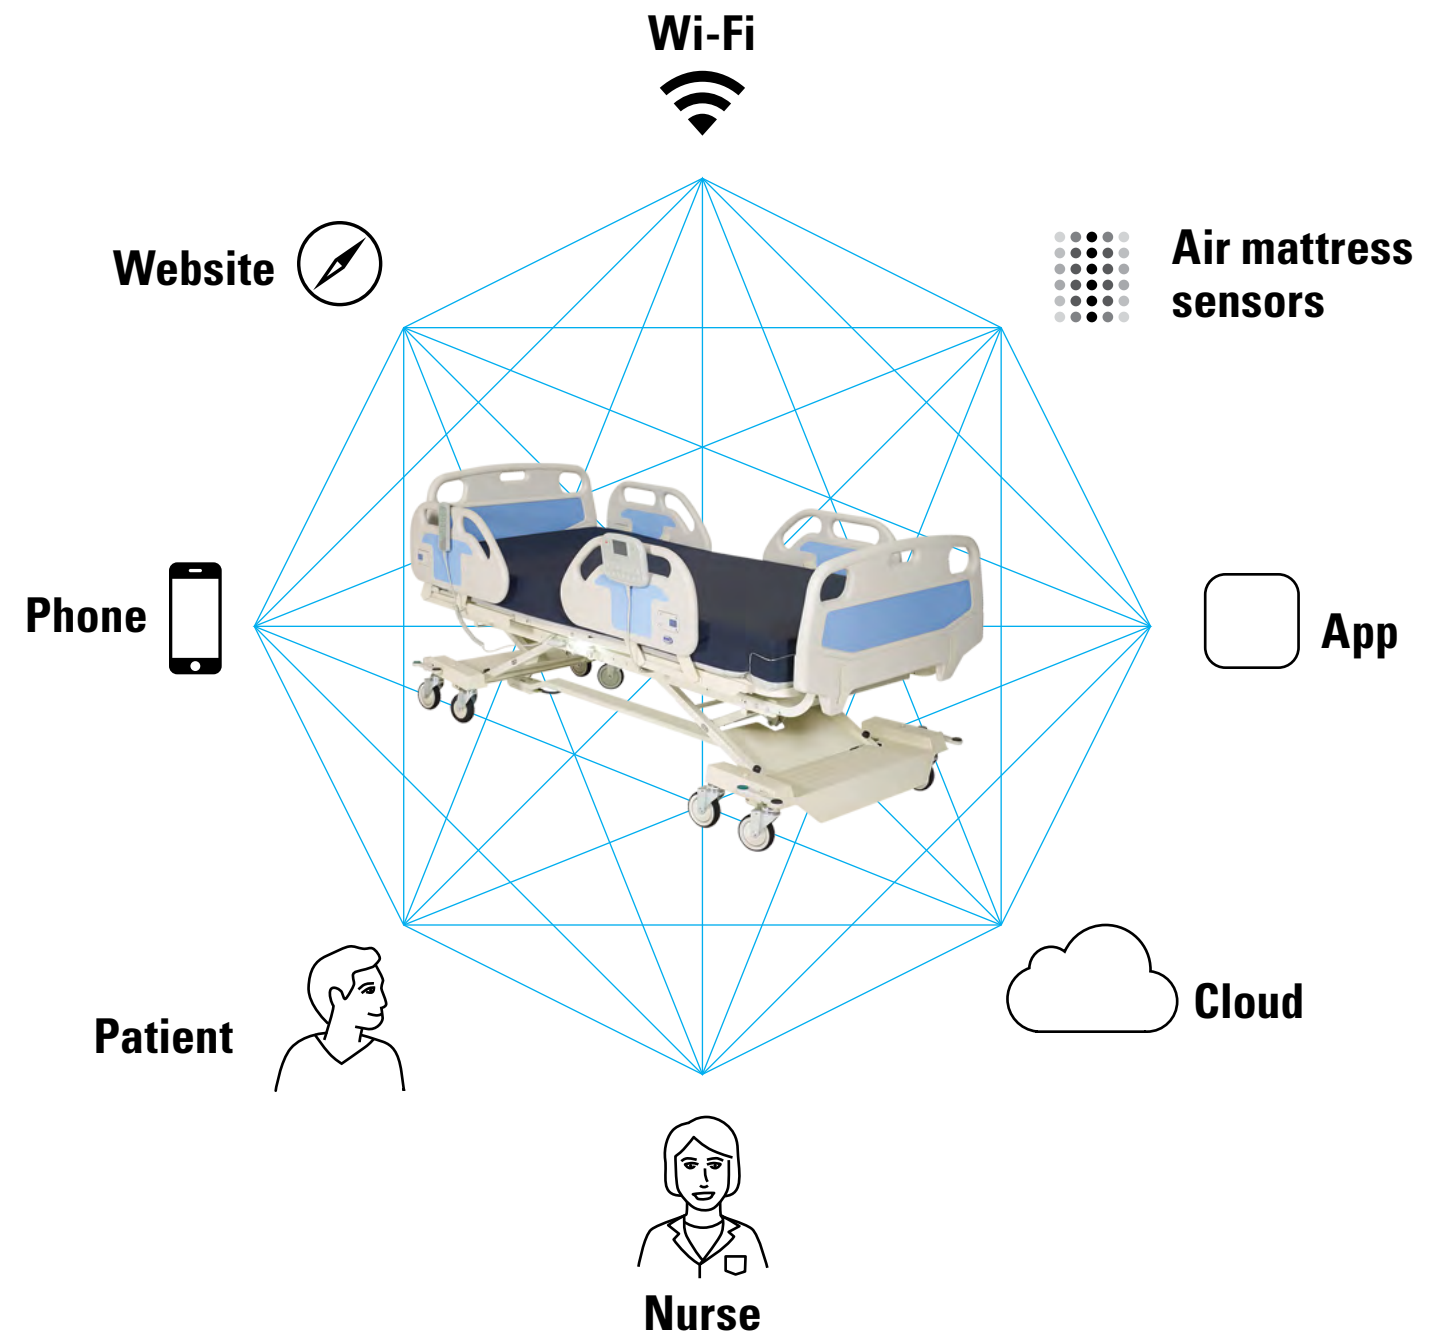 Wi-Fi
Website
Air mattress
sensors
Phone
App
Patient
Cloud
Nurse